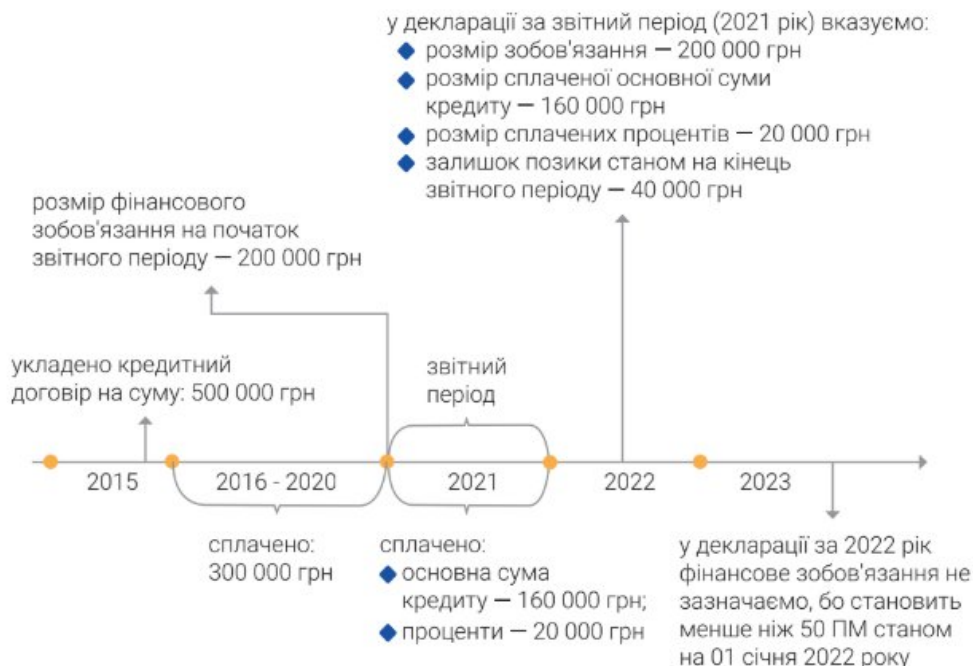 у декларації за звітний період (2021 рік) вказуємо:
розмір зобов'язання — 200 000 грн
розмір сплаченої основної суми
кредиту — 160 000 грн
розмір сплачених процентів — 20 000 грн
залишок позики станом на кінець
звітного періоду — 40 000 грн
розмір фінансового
зобов'язання на початок
звітного періоду — 200 000 грн
укладено кредитний
договір на суму: 500 000 грн
звітний
період
2015
2016 - 2020
2021
2022
2023
сплачено:
300 000 грн
сплачено:
основна сума
кредиту — 160 000 грн;
проценти — 20 000 грн
у декларації за 2022 рік
фінансове зобов'язання не
зазначаємо, бо становить
менше ніж 50 ПМ станом
на 01 січня 2022 року